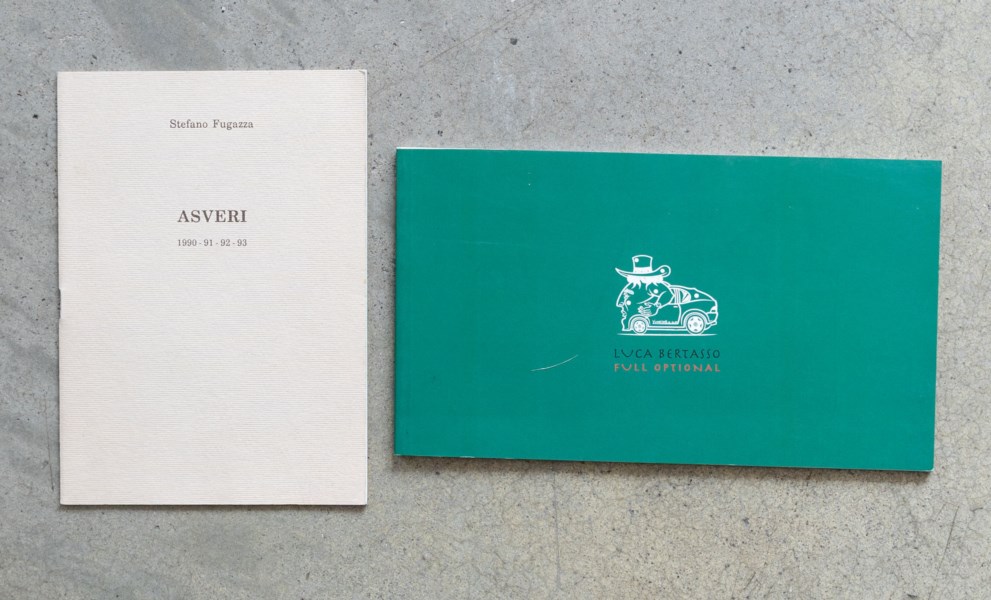 Stefano Fugazza
ASVERI
1990 - 91 - 92 - 93
LUCA BERTASSO
FULL OPTIONAL